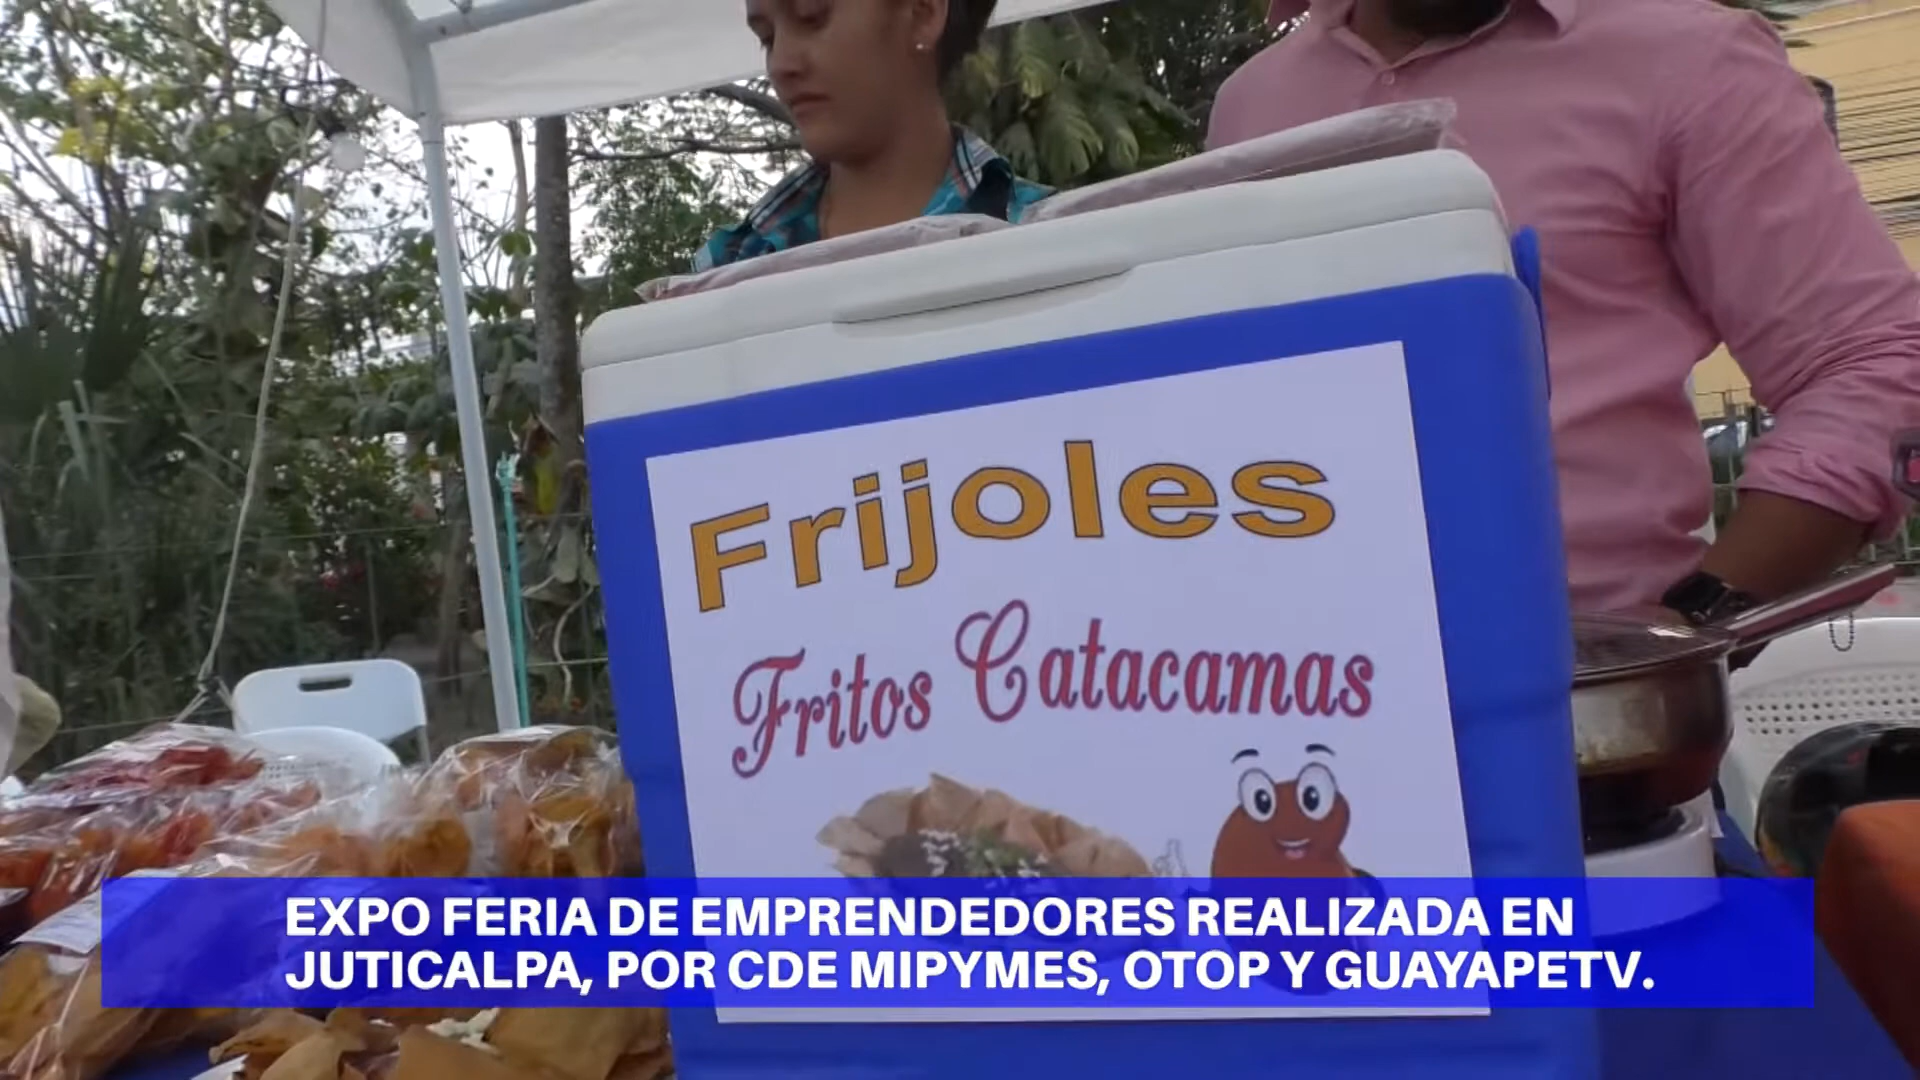 Frijoles
Fritos Catacamas
EXPO FERIA DE EMPRENDEDORES REALIZADA EN
JUTICALPA, POR CDE MIPYMES, OTOP Y GUAYAPETV.